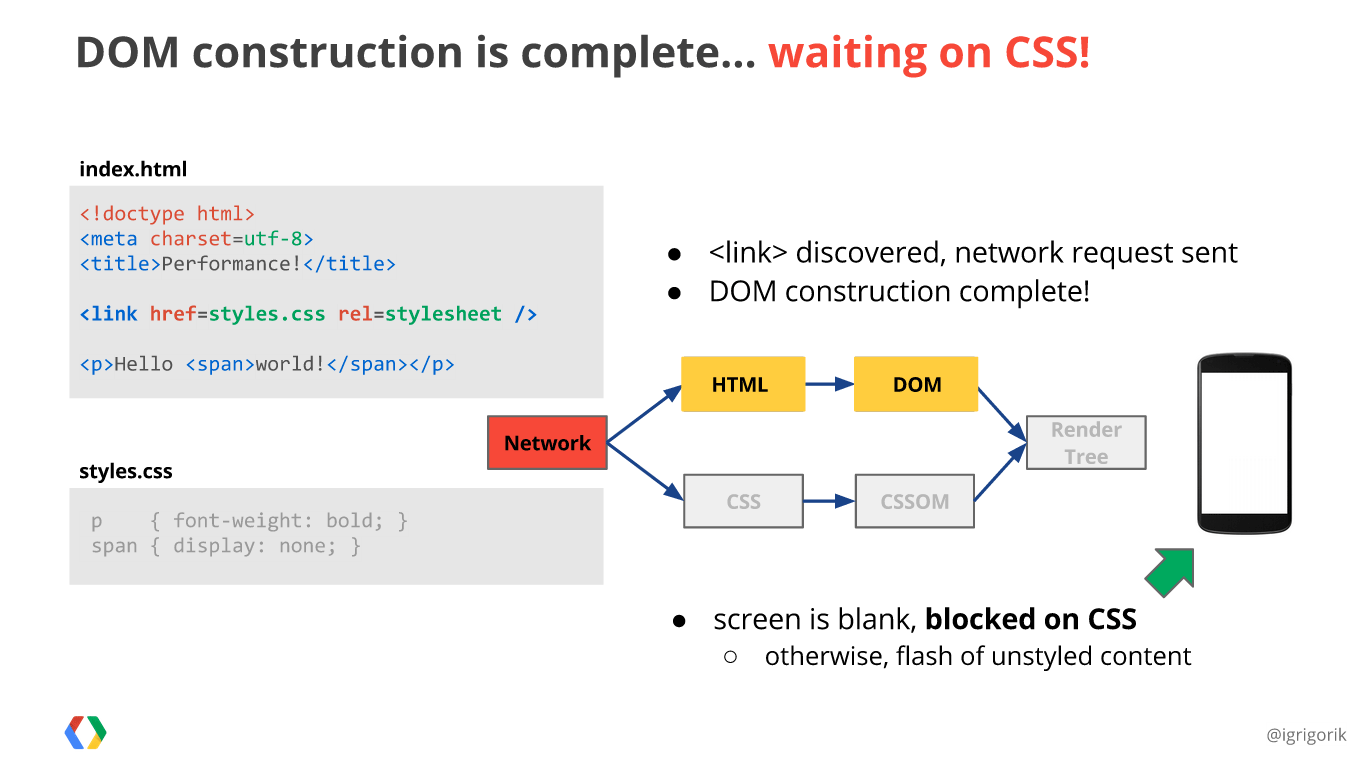 DOM construction is complete... waiting on CSS!
index.html
<!doctype html>
<meta charset=utf-8>
<title>Performance!</title>
<link href=styles.css rel=stylesheet />
<p>Hello <span>world!</span></p>
styles.css
p    { font-weight: bold; }
span { display: none; }
● <link> discovered, network request sent
● DOM construction complete!
Network
HTML
DOM
CSS
CSSOM
Render
Tree
● screen is blank, blocked on CSS
○ otherwise, flash of unstyled content
@igrigorik